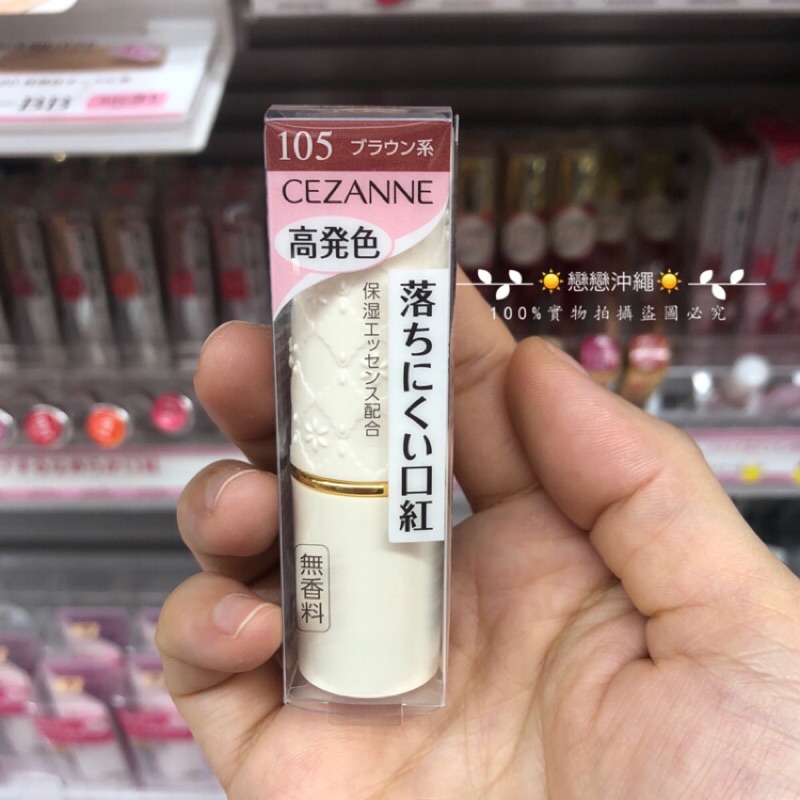 105 ブラウン系
CEZANNE
高発色
保湿エッセンス配合
落ちにくい口紅
無香料
戀戀沖繩
100%實物拍攝盜圖必究